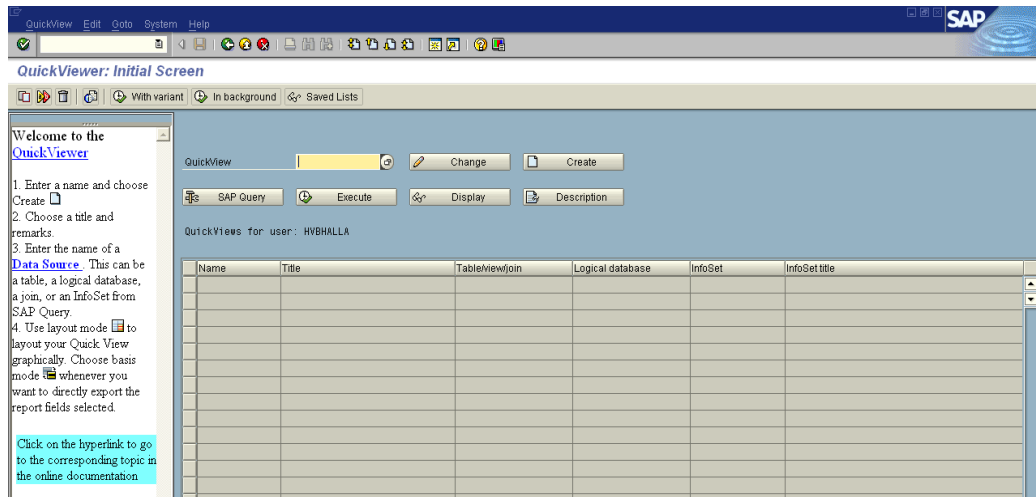 QuickView Edit Goto System Help
SAP
QuickViewer: Initial Screen
With variant In background Saved Lists
Welcome to the
QuickViewer
1. Enter a name and choose
Create
2. Choose a title and
remarks.
3. Enter the name of a
Data Source . This can be
a table, a logical database,
a join, or an InfoSet from
SAP Query.
4. Use layout mode to
layout your Quick View
graphically. Choose basis
mode whenever you
want to directly export the
report fields selected.
Click on the hyperlink to go
to the corresponding topic in
the online documentation
QuickView Change Create
SAP Query Execute Display Description
QuickViews for user: HVBHALLA
Name Title Table/view/join Logical database InfoSet InfoSet title